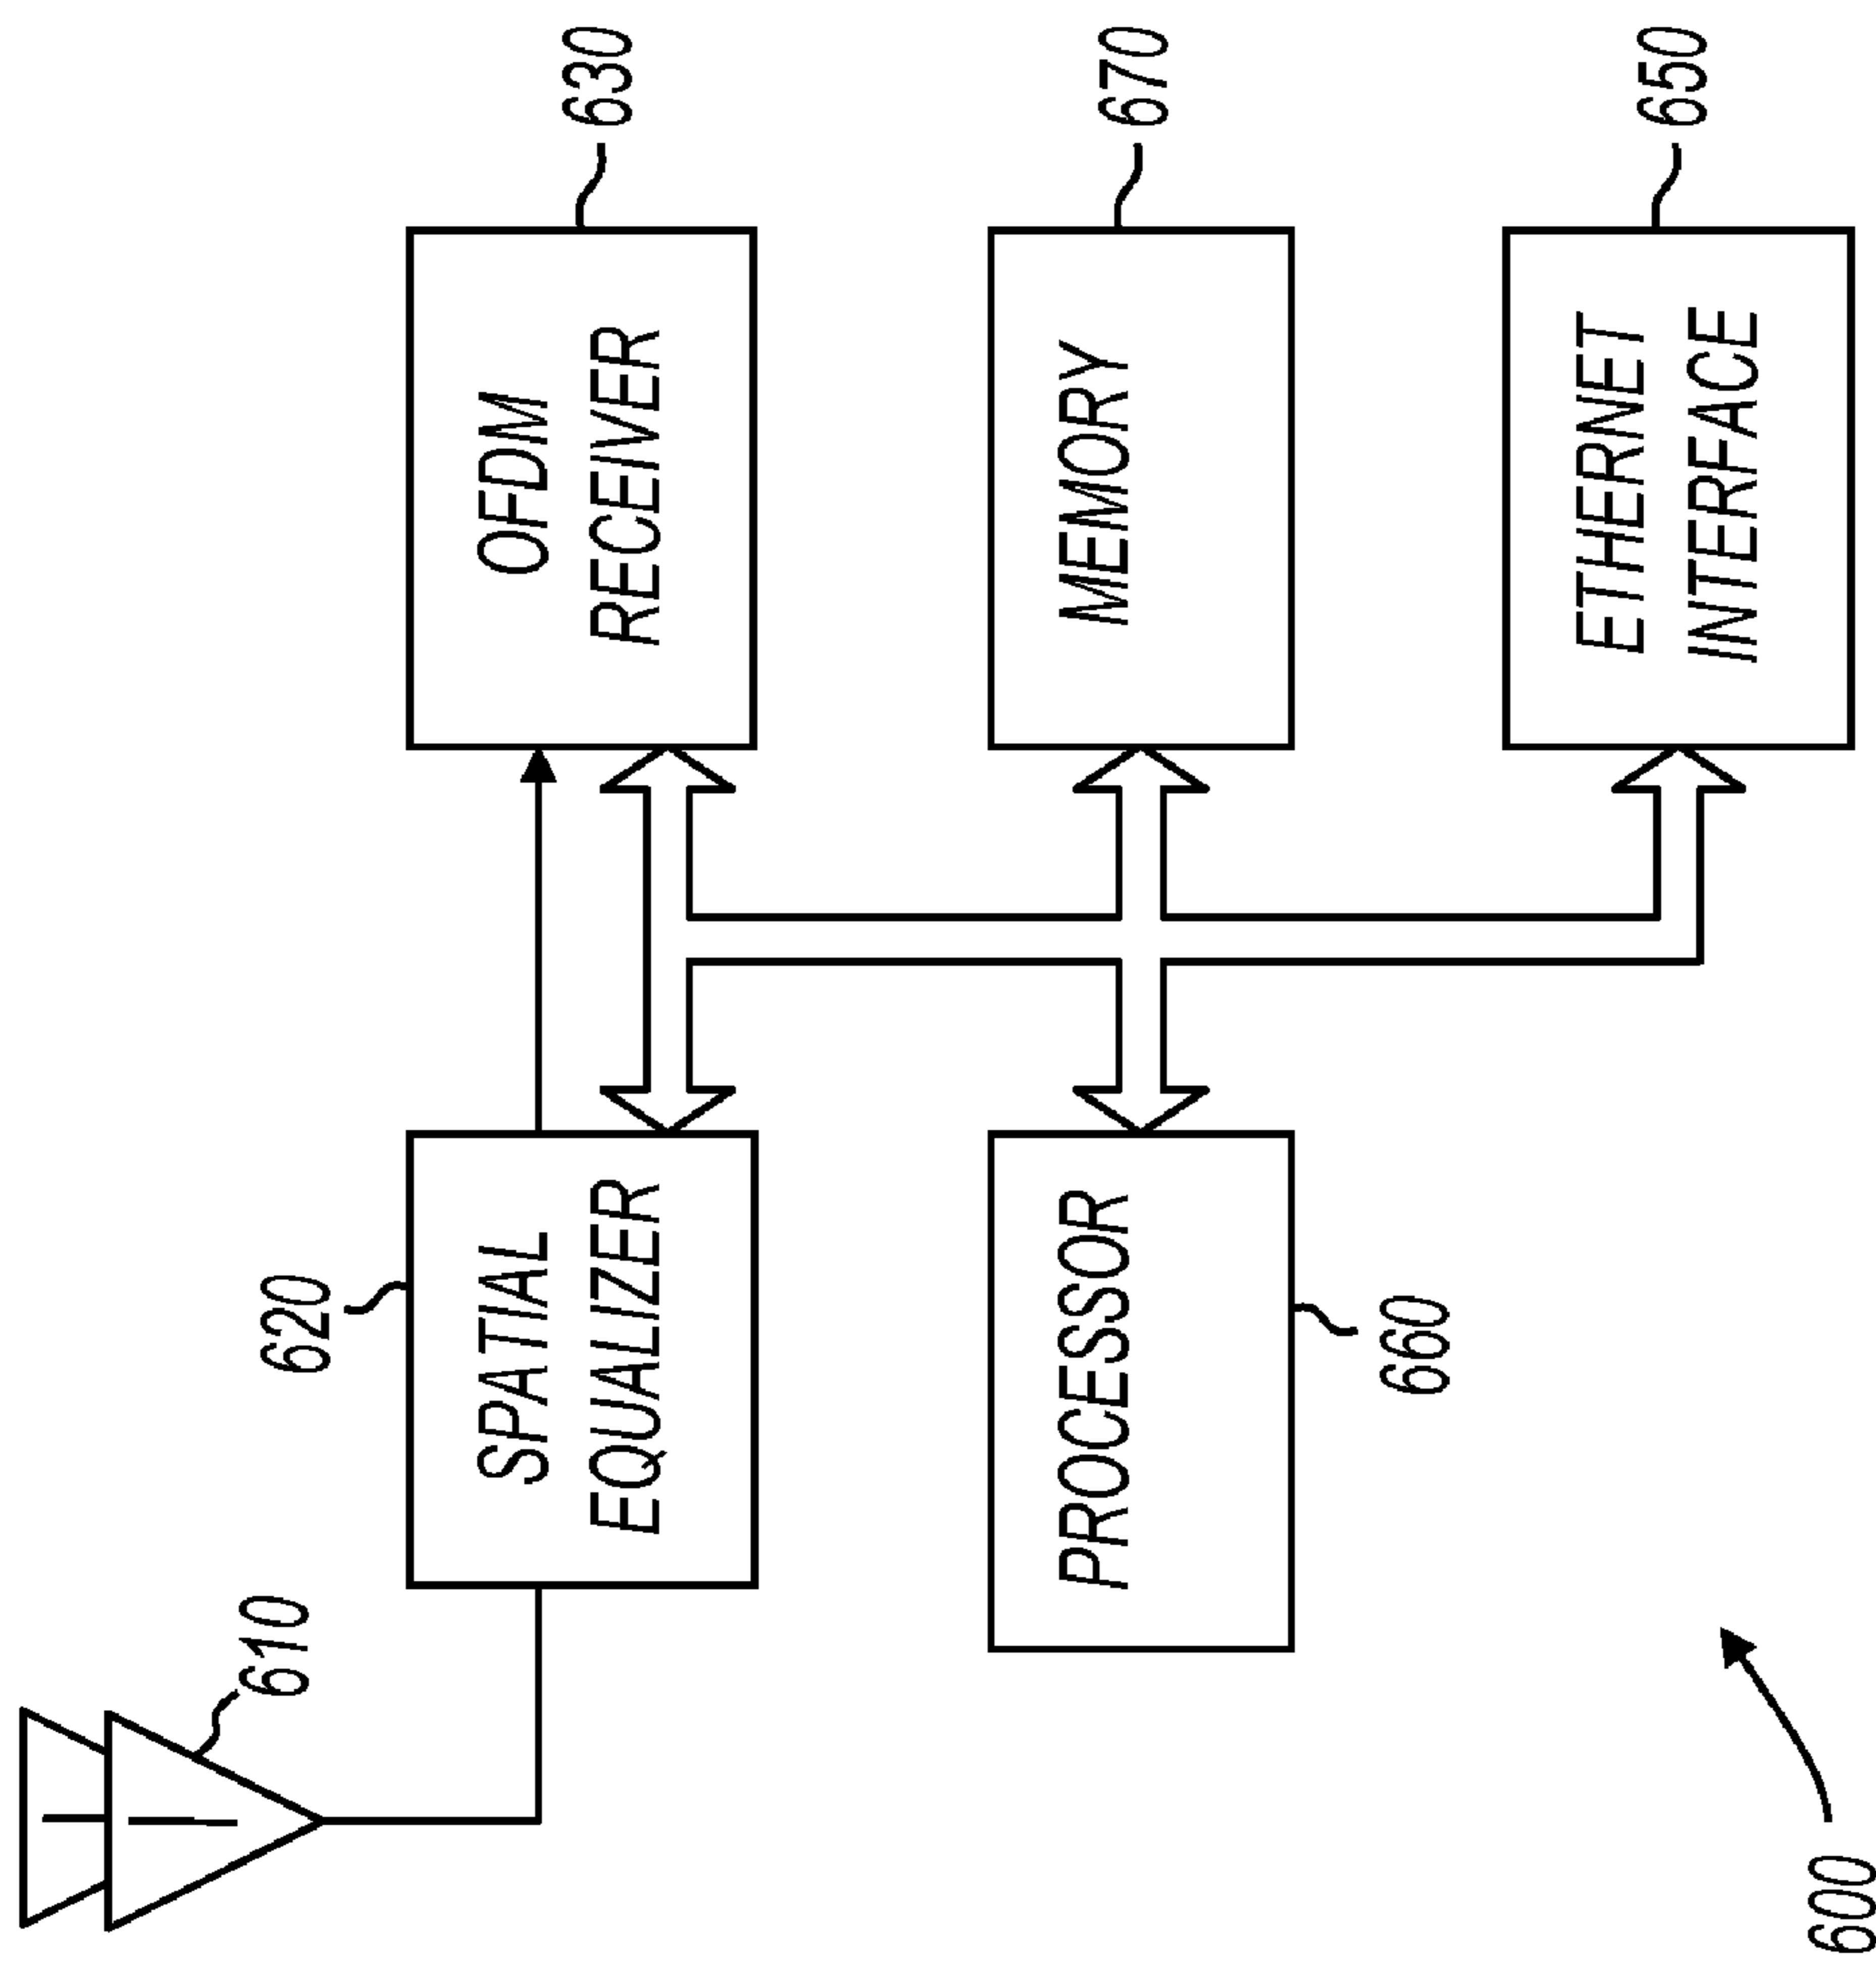 610
620
SPATIAL
EQUALIZER
OFDM
RECEIVER
630
PROCESSOR
660
MEMORY
670
ETHERNET
INTERFACE
650
600